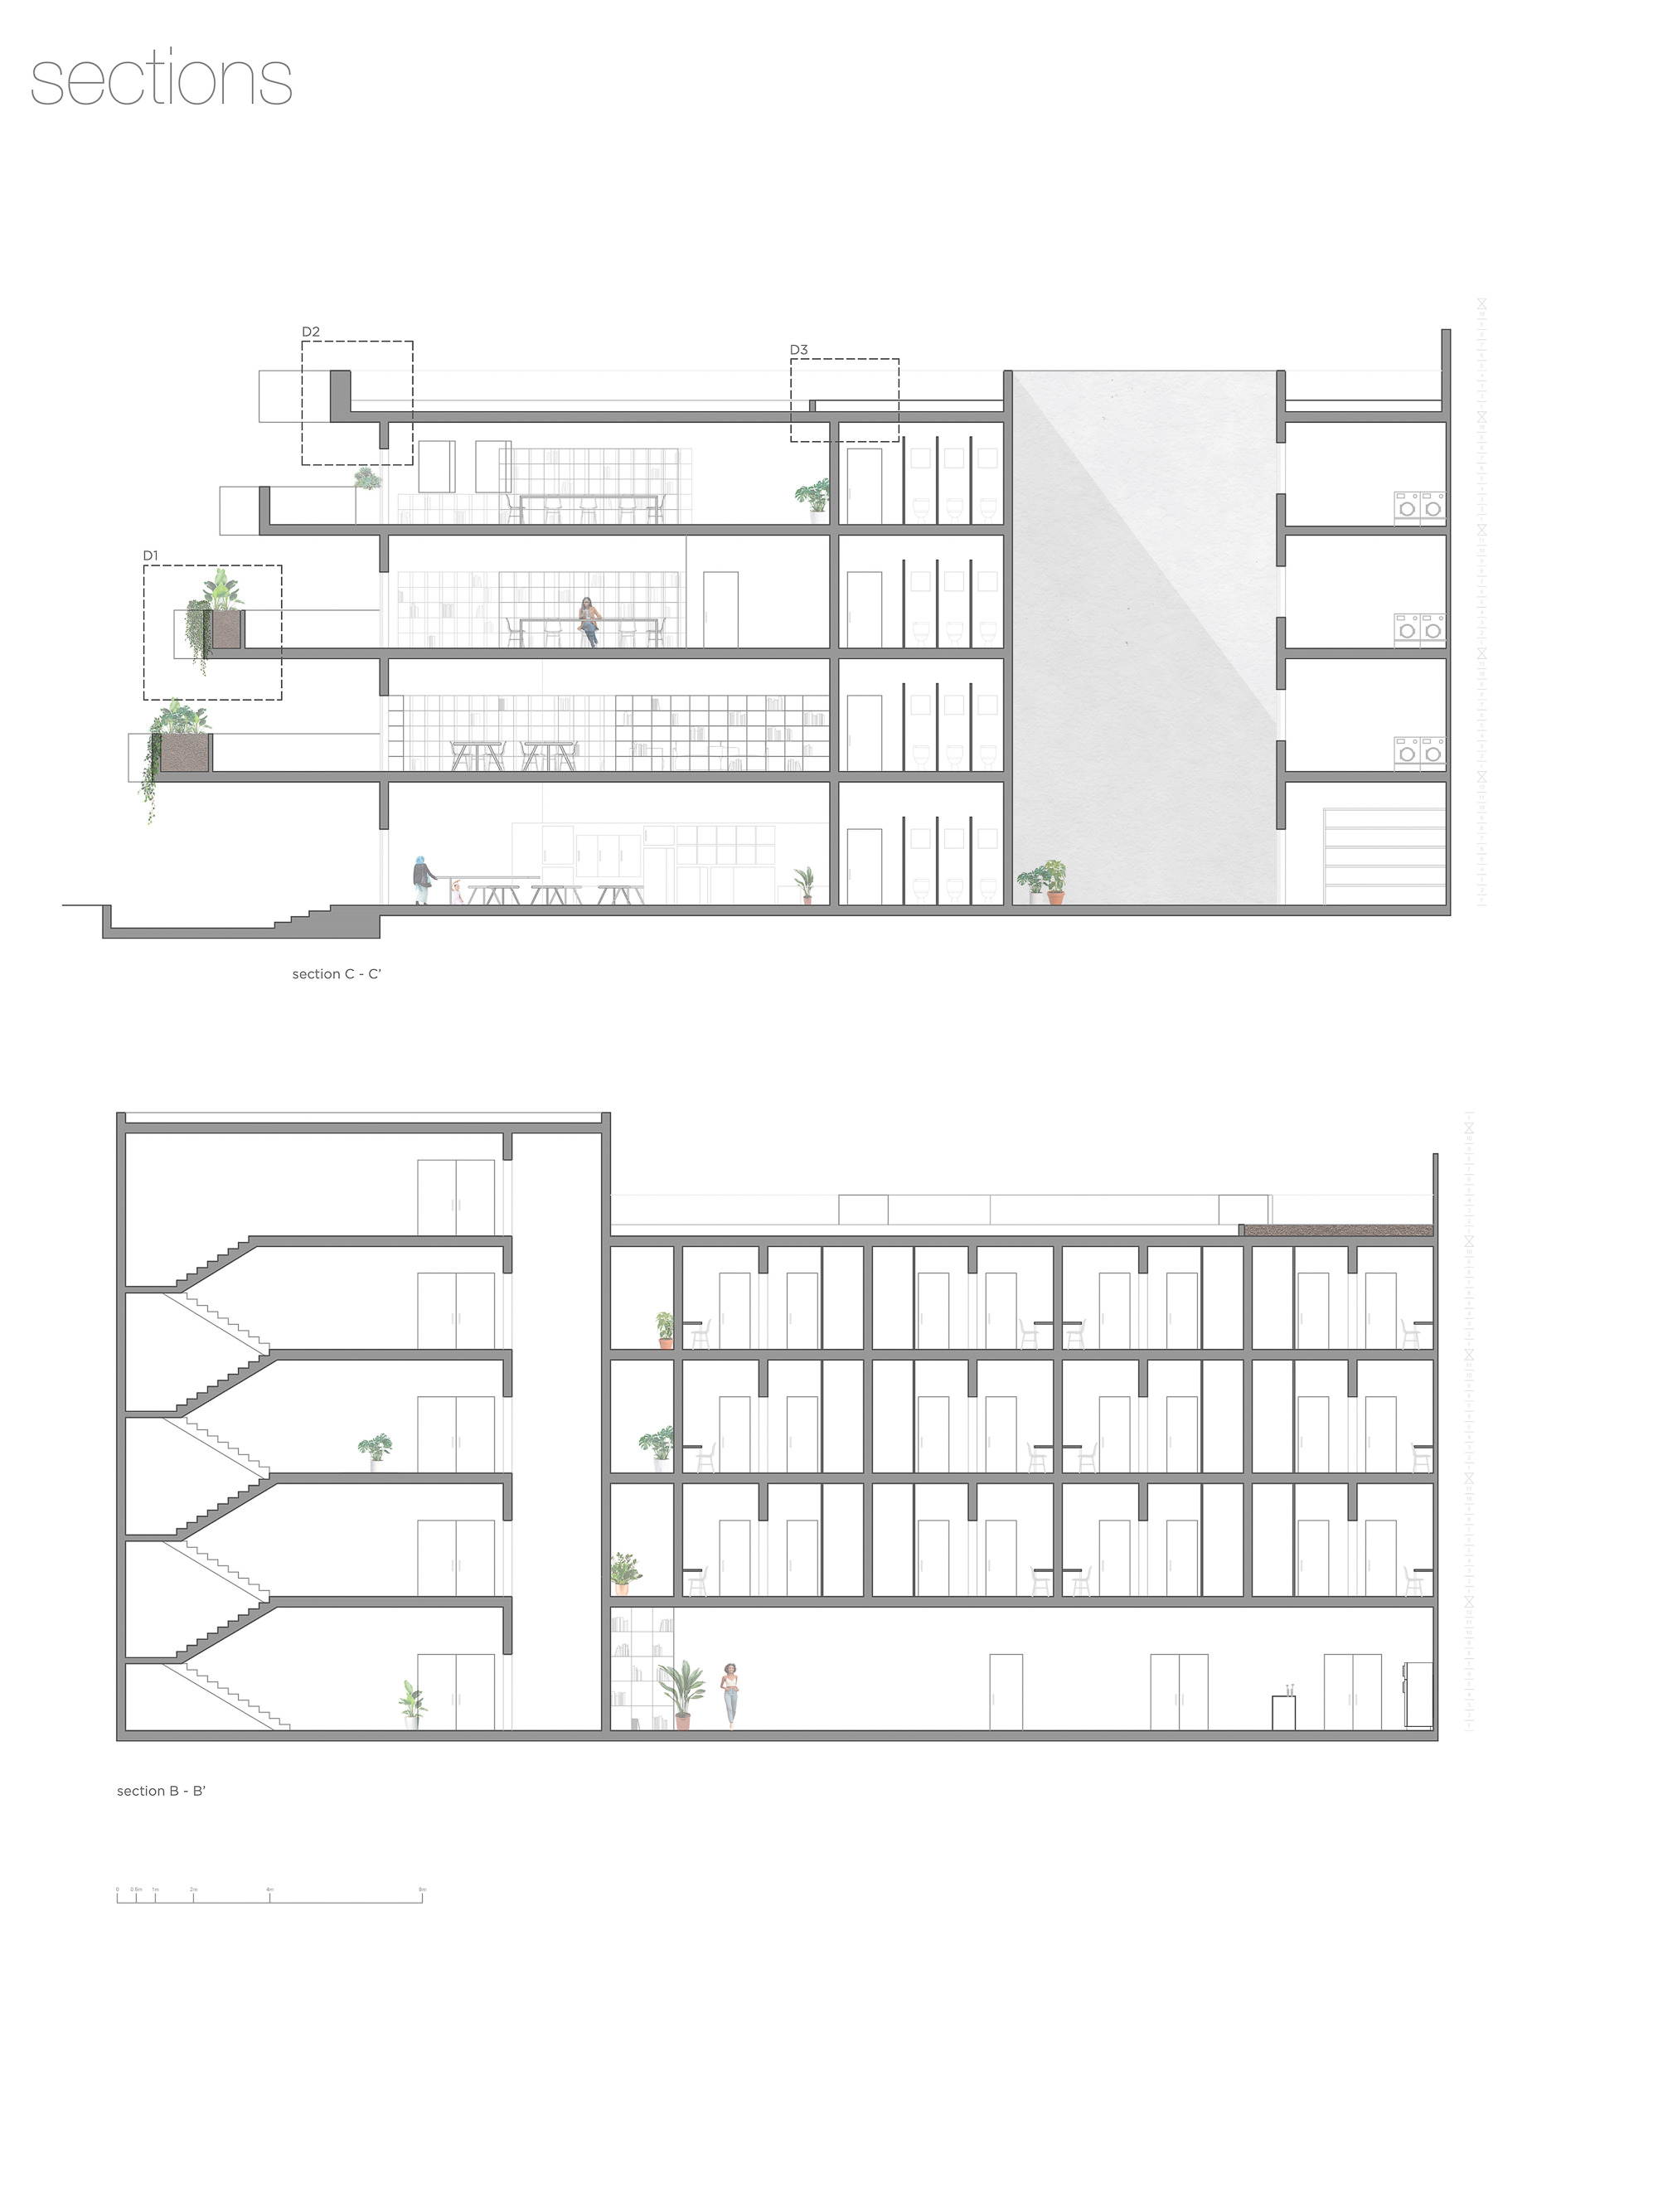 sections
D2
D3
D1
section C - C’
section B - B’
0 0.5m 1m 2m 4m 8m